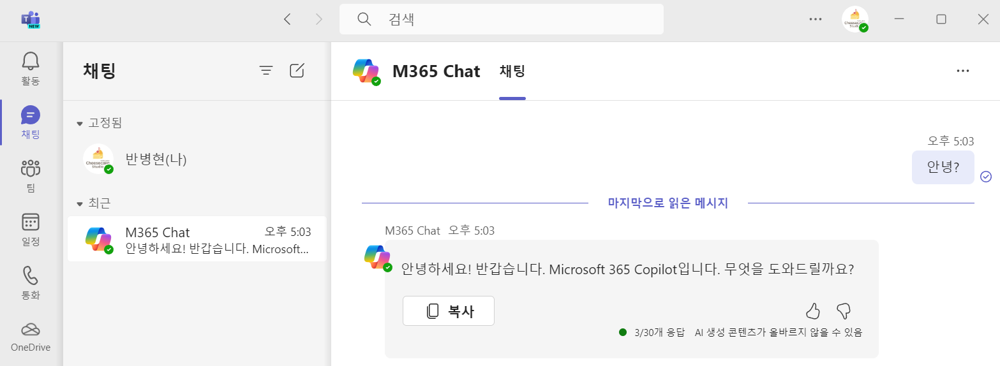 NEW
검색
Cheesecake
Studio
활동
채팅
팀
일정
통화
OneDrive
채팅
고정됨
Cheesecake
Studio
반병현(나)
최근
M365 Chat 오후 5:03
안녕하세요! 반갑습니다. Microsoft...
M365 Chat 채팅
오후 5:03
안녕?
마지막으로 읽은 메시지
M365 Chat 오후 5:03
안녕하세요! 반갑습니다. Microsoft 365 Copilot입니다. 무엇을 도와드릴까요?
복사
3/30개 응답 AI 생성 콘텐츠가 올바르지 않을 수 있음